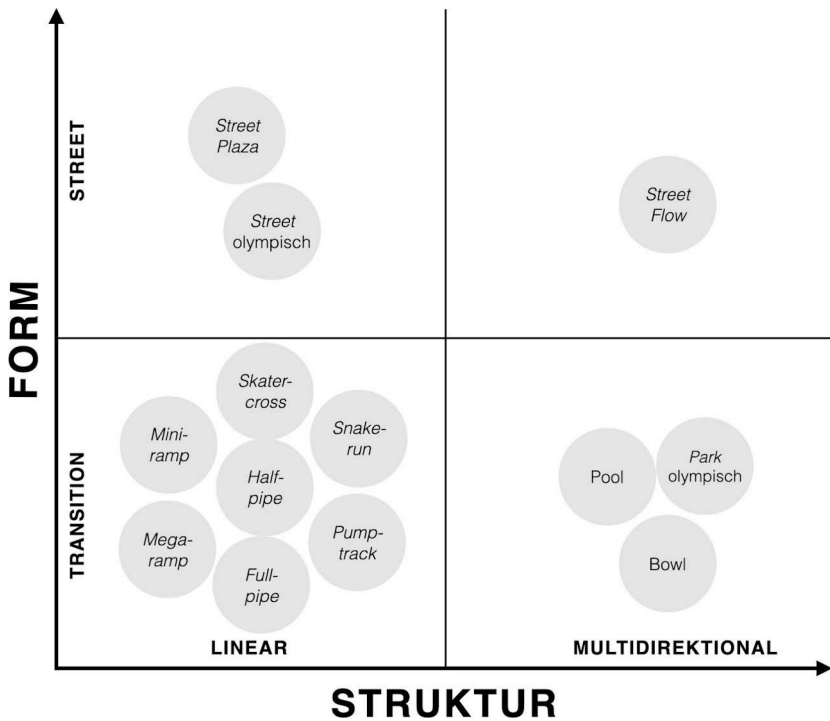 FORM
STREET
Street
Plaza
Street
olympisch
Street
Flow
TRANSITION
Skater-
cross
Mini-
ramp
Snake-
run
Half-
pipe
Mega-
ramp
Pump-
track
Full-
pipe
Pool
Park
olympisch
Bowl
LINEAR
MULTIDIREKTIONAL
STRUKTUR